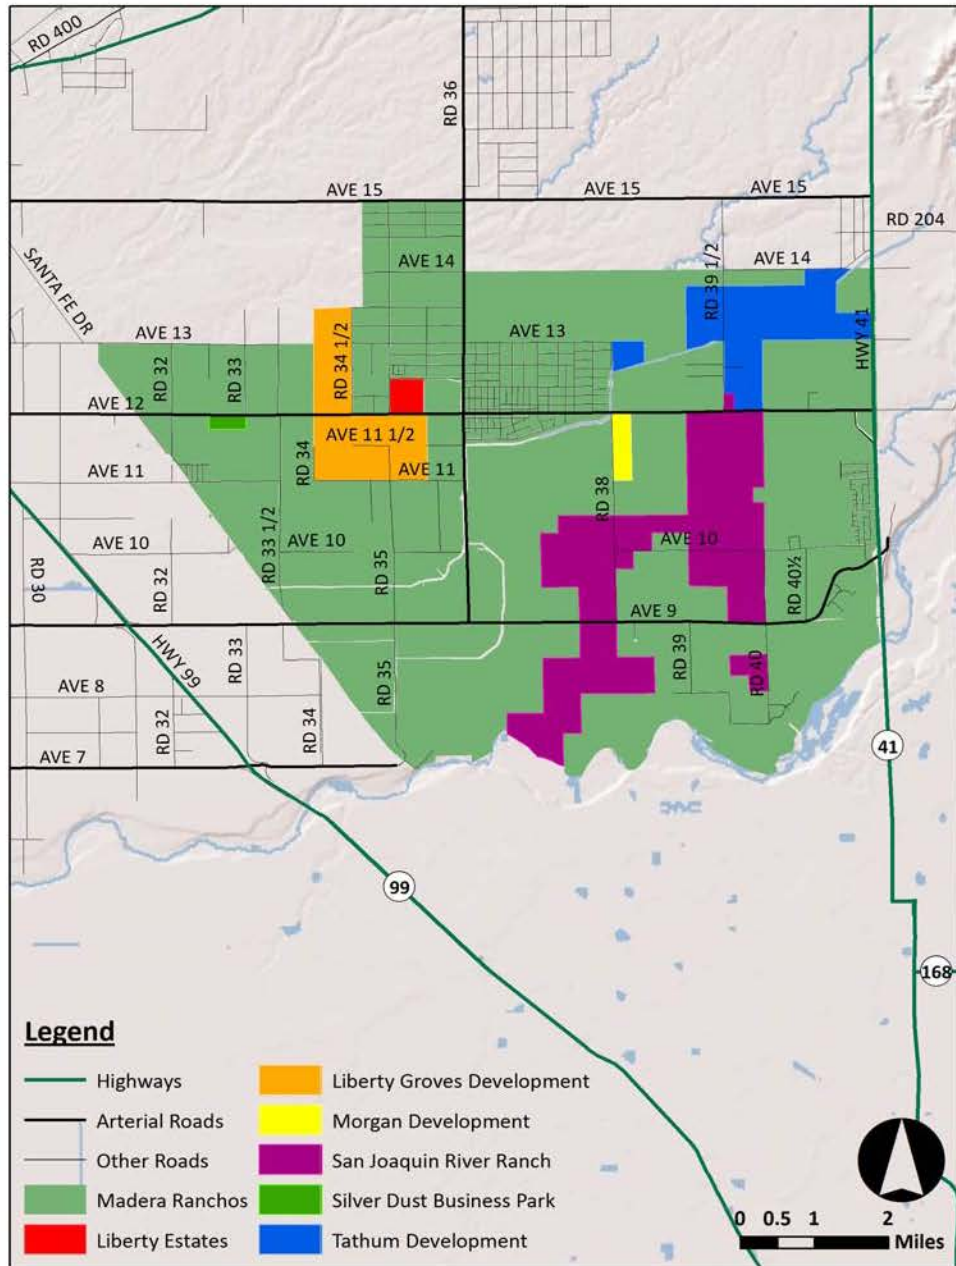 RD 400
RD 36
AVE 15
AVE 15
AVE 15
RD 204
SANTA FE DR
AVE 14
RD 39 1/2
AVE 14
AVE 13
RD 32
RD 33
RD 34 1/2
AVE 13
HWY 41
AVE 12
AVE 11 1/2
AVE 11
RD 34
AVE 11
RD 38
AVE 10
RD 33 1/2
AVE 10
AVE 10
RD 30
RD 32
RD 35
RD 40½
AVE 9
HWY 99
RD 33
RD 39
RD 40
AVE 8
RD 32
RD 34
RD 35
AVE 7
41
99
168
Legend
Highways
Arterial Roads
Other Roads
Madera Ranchos
Liberty Estates
Liberty Groves Development
Morgan Development
San Joaquin River Ranch
Silver Dust Business Park
Tathum Development
0 0.5 1 2
Miles